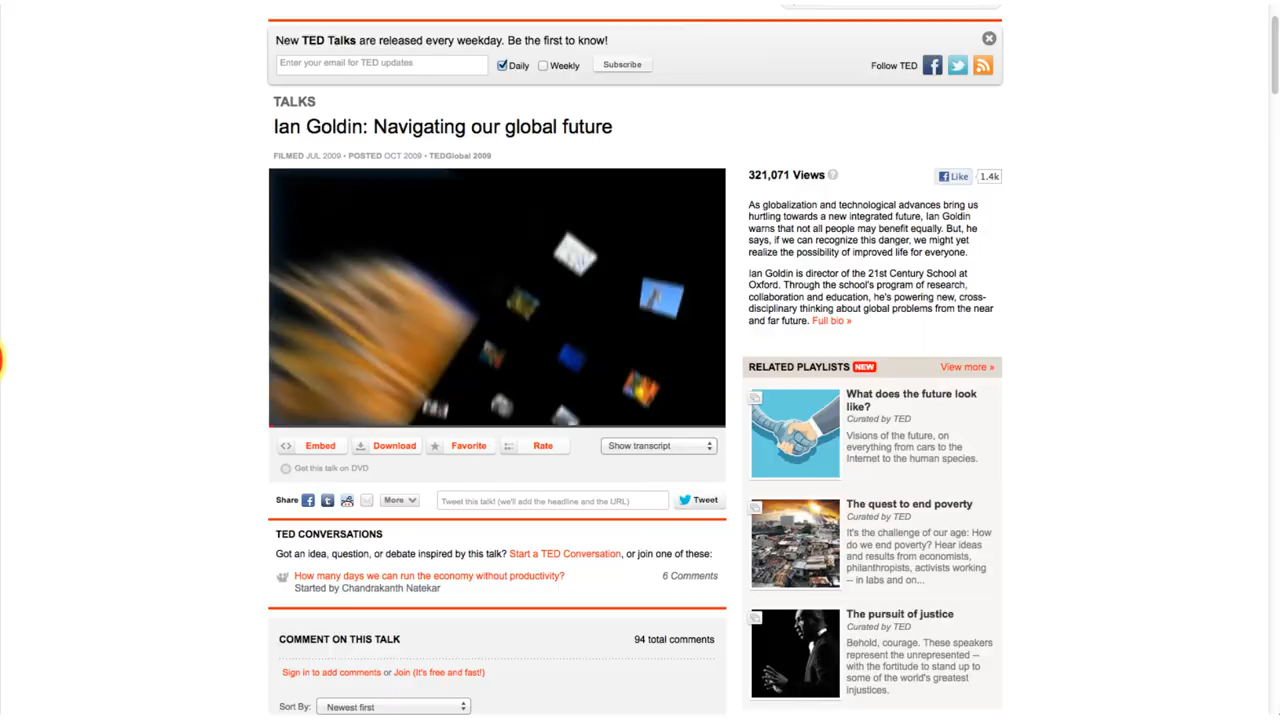 New TED Talks are released every weekday. Be the first to know!
Enter your email for TED updates
Daily
Weekly
Subscribe
Follow TED
TALKS
Ian Goldin: Navigating our global future
FILMED JUL 2009 • POSTED OCT 2009 • TEDGlobal 2009
321,071 Views
Like
1.4k
As globalization and technological advances bring us
hurtling towards a new integrated future, Ian Goldin
warns that not all people may benefit equally. But, he
says, if we can recognize this danger, we might yet
realize the possibility of improved life for everyone.
Ian Goldin is director of the 21st Century School at
Oxford. Through the school's program of research,
collaboration and education, he's powering new, cross-
disciplinary thinking about global problems from the near
and far future. Full bio »
Embed
Download
Favorite
Rate
Show transcript
Get this talk on DVD
Share
More
Tweet this talk! (we'll add the headline and the URL)
Tweet
TED CONVERSATIONS
Got an idea, question, or debate inspired by this talk? Start a TED Conversation, or join one of these:
How many days we can run the economy without productivity?
6 Comments
Started by Chandrakanth Natekar
COMMENT ON THIS TALK
94 total comments
Sign in to add comments or Join (It's free and fast!)
Sort By:
Newest first
RELATED PLAYLISTS NEW
View more »
What does the future look
like?
Curated by TED
Visions of the future, on
everything from cars to the
Internet to the human species.
The quest to end poverty
Curated by TED
It's the challenge of our age: How
do we end poverty? Hear ideas
and results from economists,
philanthropists, activists working
-- in labs and on...
The pursuit of justice
Curated by TED
Behold, courage. These speakers
represent the unrepresented --
with the fortitude to stand up to
some of the world's greatest
injustices.